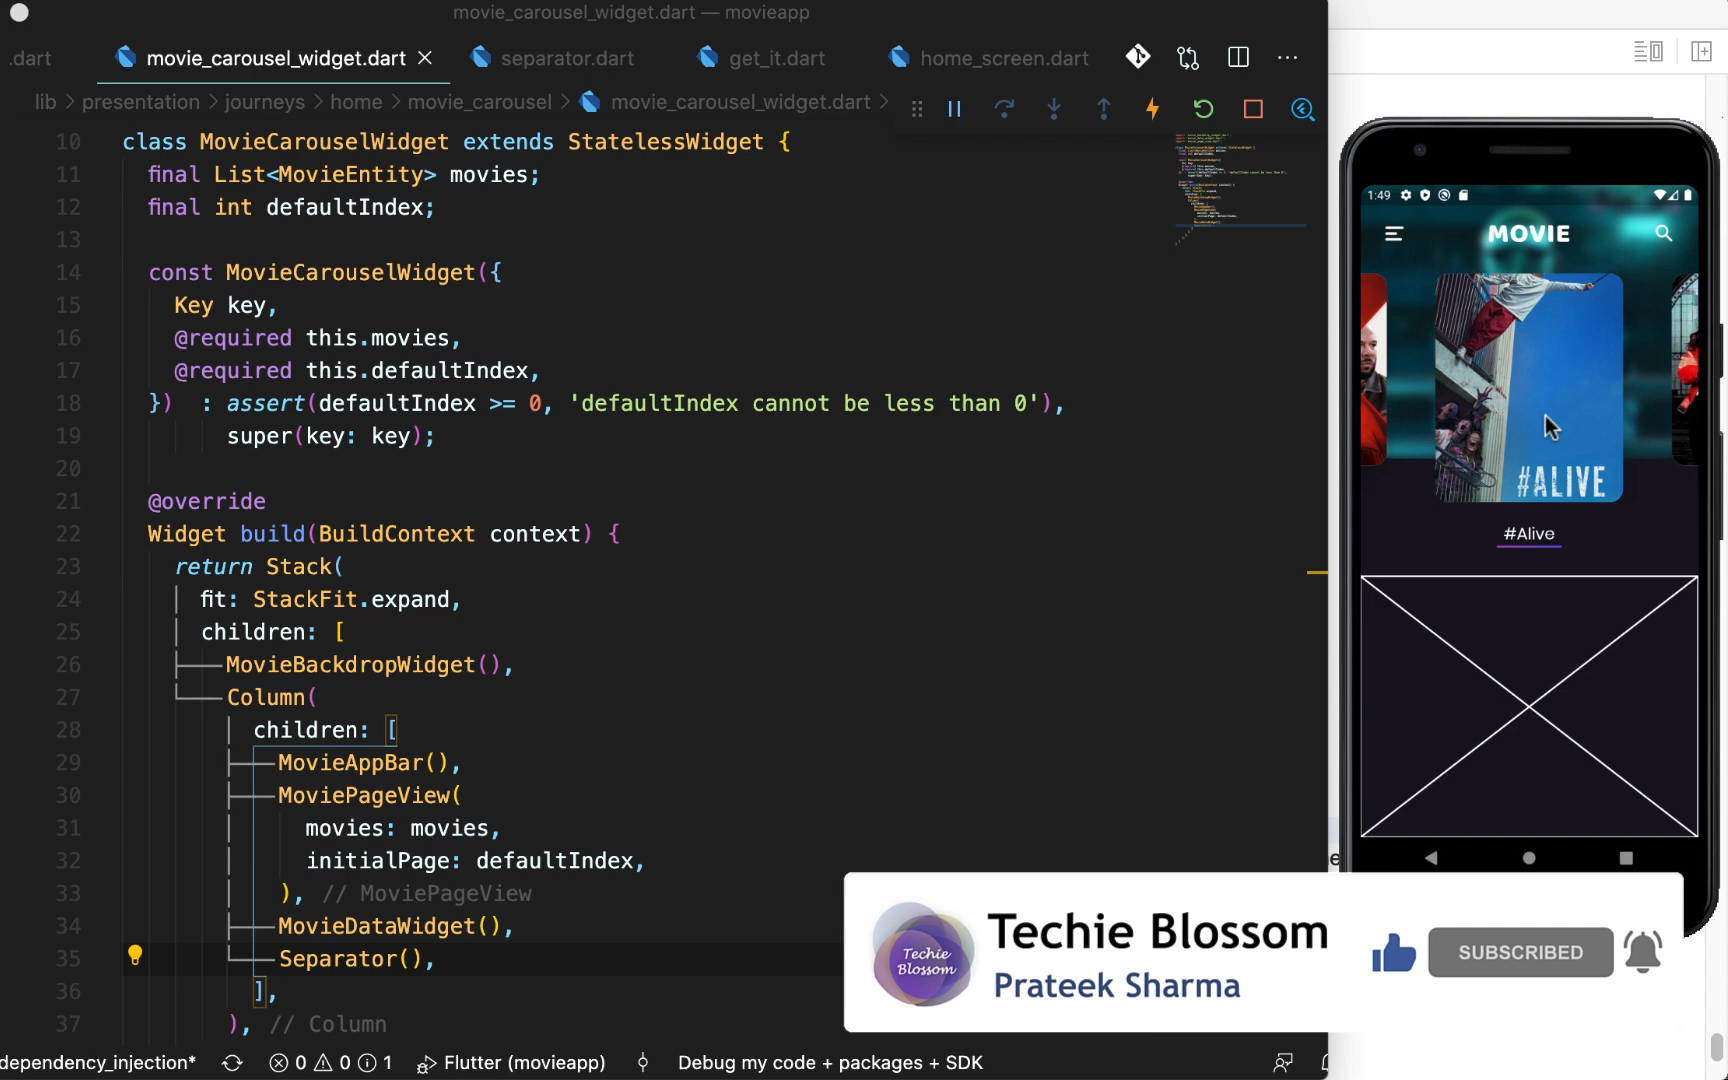 movie_carousel_widget.dart — movieapp
.dart movie_carousel_widget.dart separator.dart get_it.dart home_screen.dart
lib > presentation > journeys > home > movie_carousel > movie_carousel_widget.dart >
10 class MovieCarouselWidget extends StatelessWidget {
11 final List<MovieEntity> movies;
12 final int defaultIndex;
13
14 const MovieCarouselWidget({
15 Key key,
16 @required this.movies,
17 @required this.defaultIndex,
18 }) : assert(defaultIndex >= 0, 'defaultIndex cannot be less than 0'),
19 super(key: key);
20
21 @override
22 Widget build(BuildContext context) {
23 return Stack(
24 fit: StackFit.expand,
25 children: [
26 MovieBackdropWidget(),
27 Column(
28 children: [
29 MovieAppBar(),
30 MoviePageView(
31 movies: movies,
32 initialPage: defaultIndex,
33 ), // MoviePageView
34 MovieDataWidget(),
35 Separator(),
36 ],
37 ), // Column
dependency_injection* 0 0 1 Flutter (movieapp) Debug my code + packages + SDK
1:49
MOVIE
#ALIVE
#Alive
Techie Blossom
Techie Blossom
Prateek Sharma
SUBSCRIBED